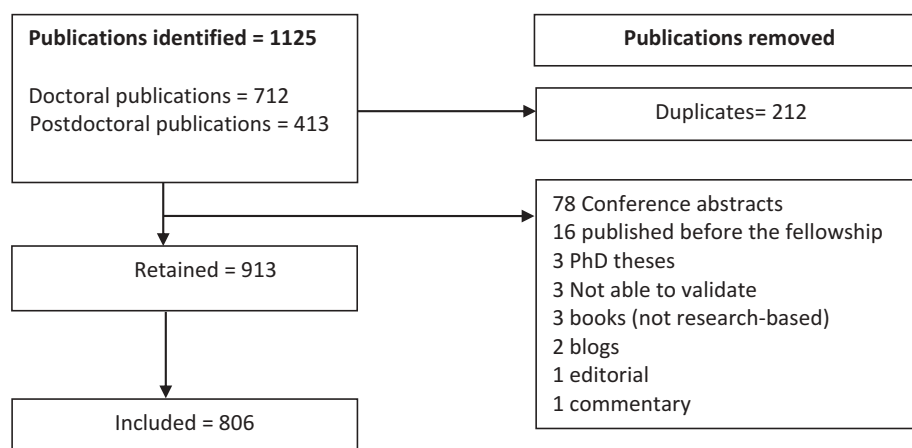 Publications identified = 1125
Doctoral publications = 712
Postdoctoral publications = 413
Publications removed
Duplicates= 212
78 Conference abstracts
16 published before the fellowship
3 PhD theses
3 Not able to validate
3 books (not research-based)
2 blogs
1 editorial
1 commentary
Retained = 913
Included = 806